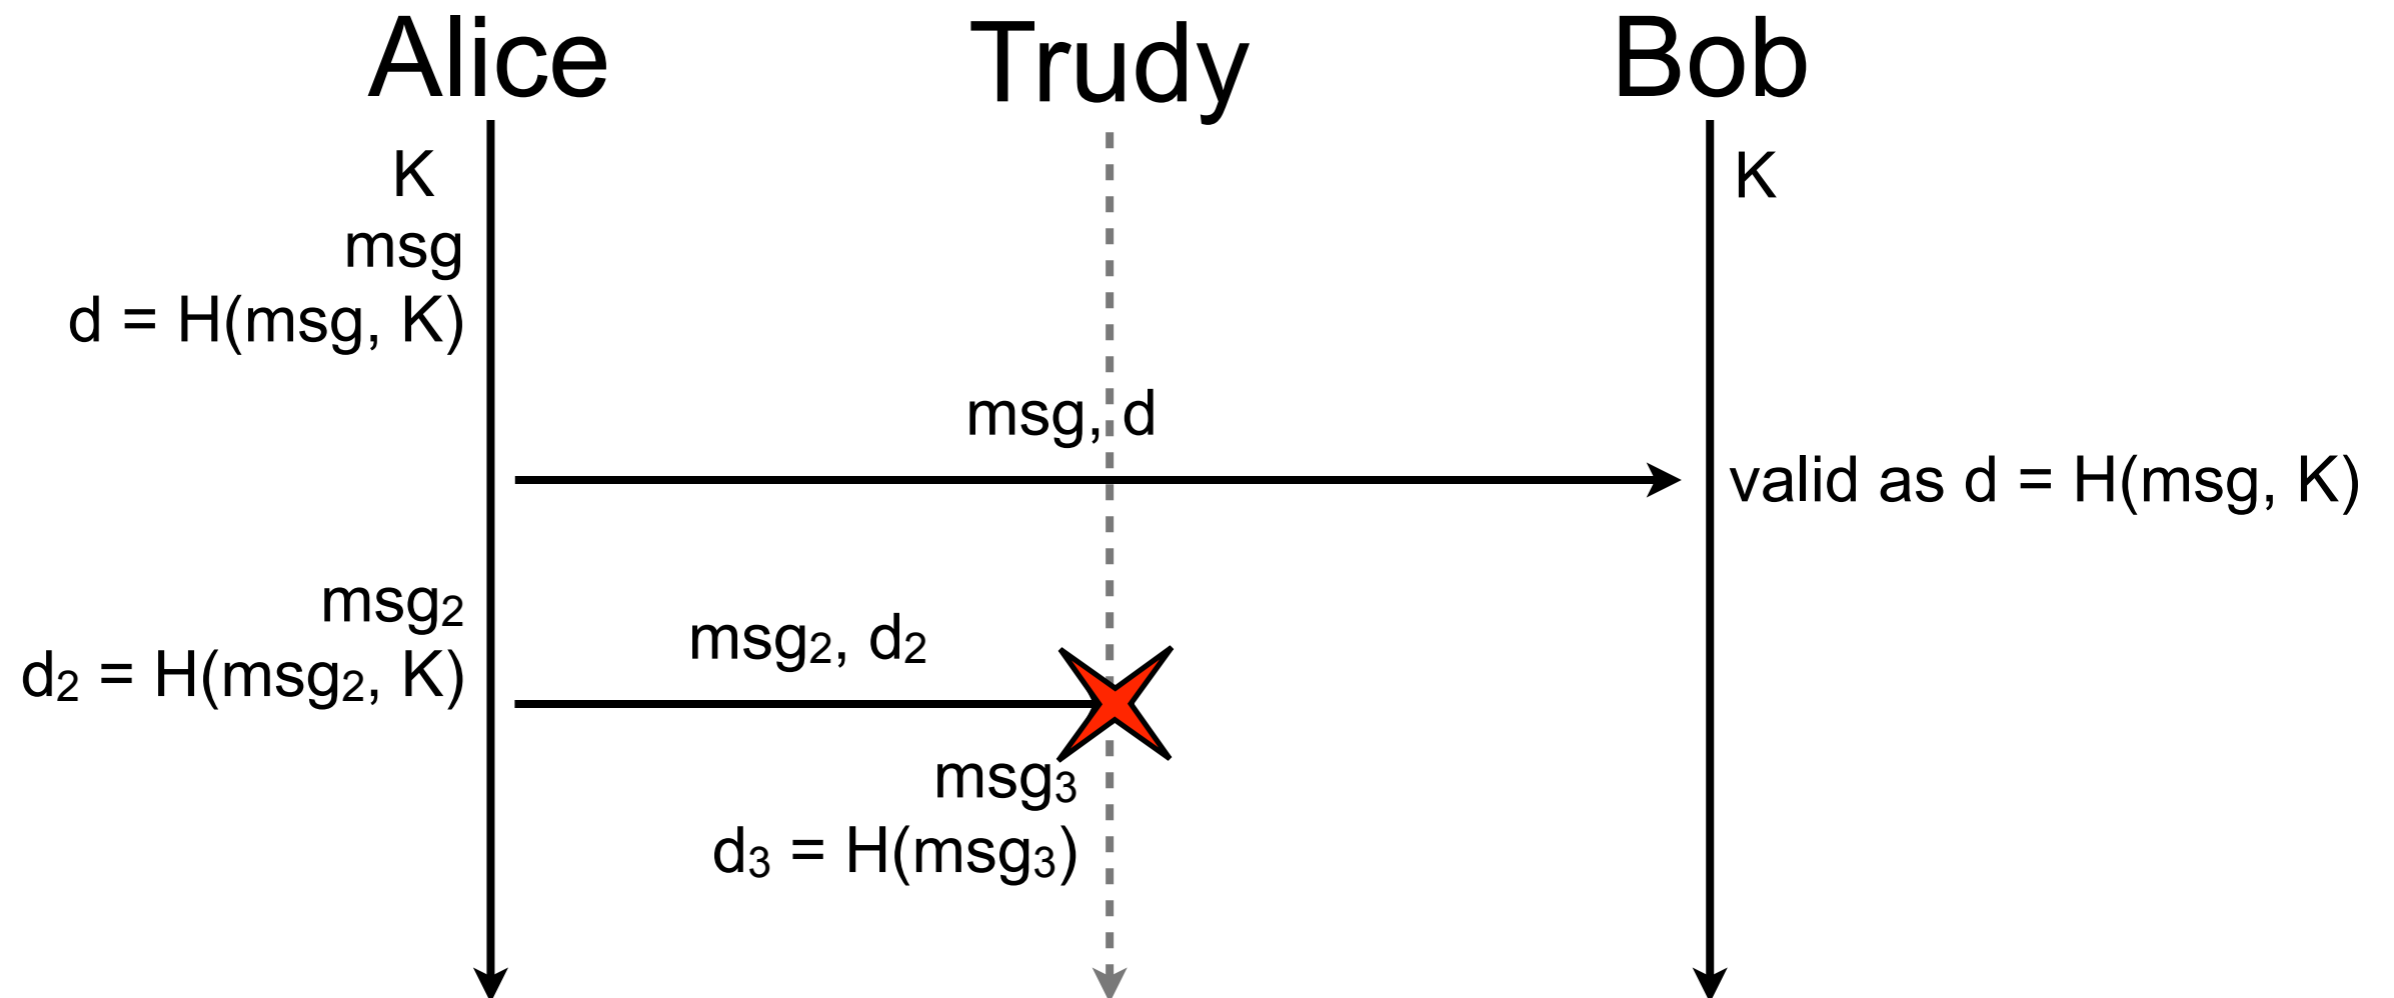 Alice Trudy Bob
K K
msg
d = H(msg, K)
msg, d
valid as d = H(msg, K)
msg₂
msg₂, d₂
d₂ = H(msg₂, K)
msg₃
d₃ = H(msg₃)